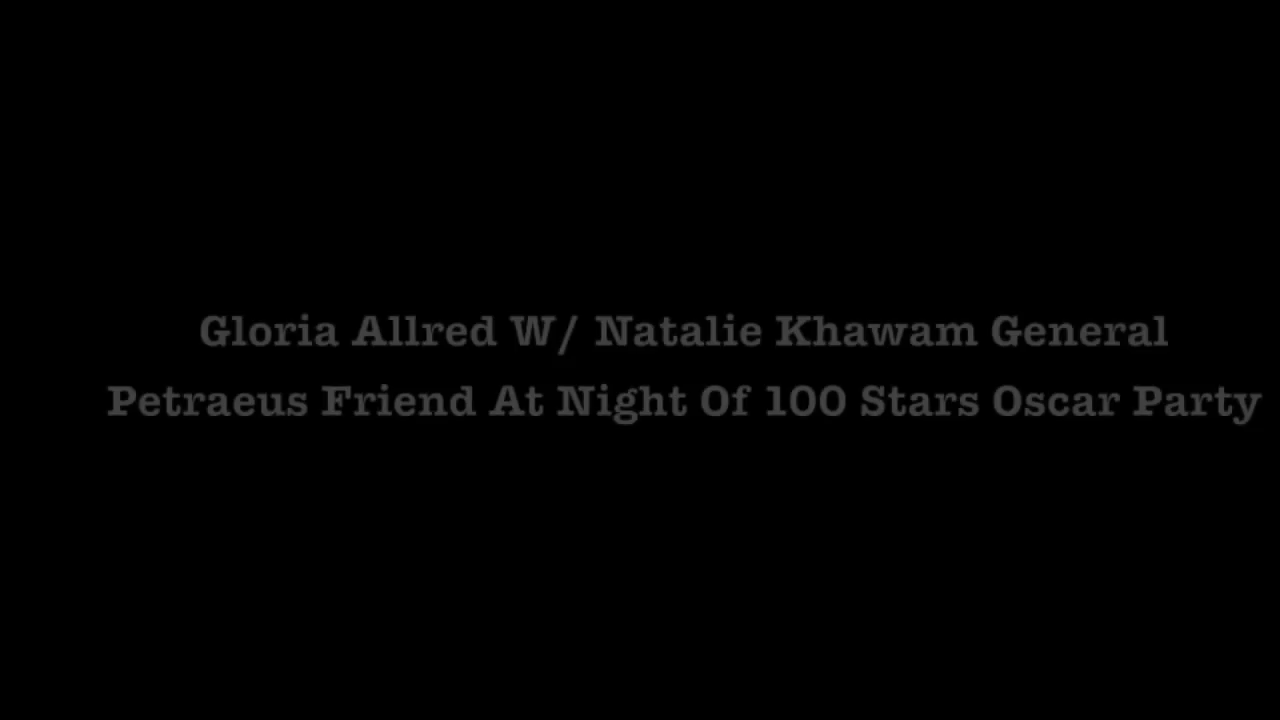 Gloria Allred W/ Natalie Khawam General
Petraeus Friend At Night Of 100 Stars Oscar Party